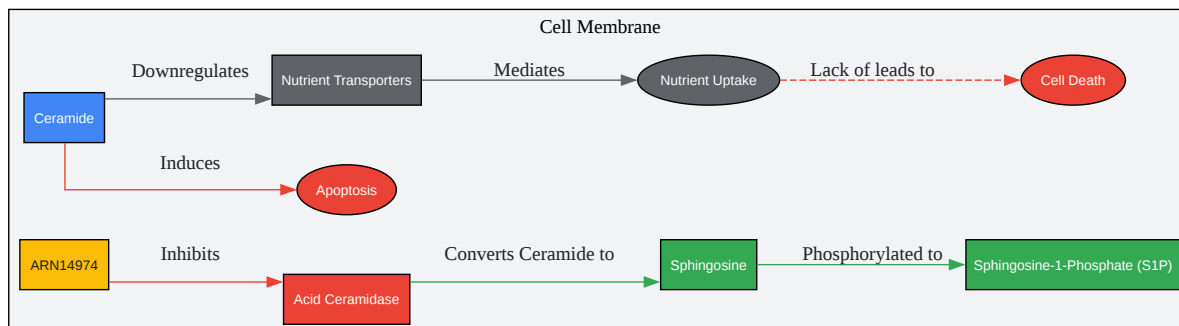 Cell Membrane
Downregulates
Nutrient Transporters
Mediates
Nutrient Uptake
Lack of leads to
Cell Death
Ceramide
Induces
Apoptosis
ARN14974
Inhibits
Acid Ceramidase
Converts Ceramide to
Sphingosine
Phosphorylated to
Sphingosine-1-Phosphate (S1P)